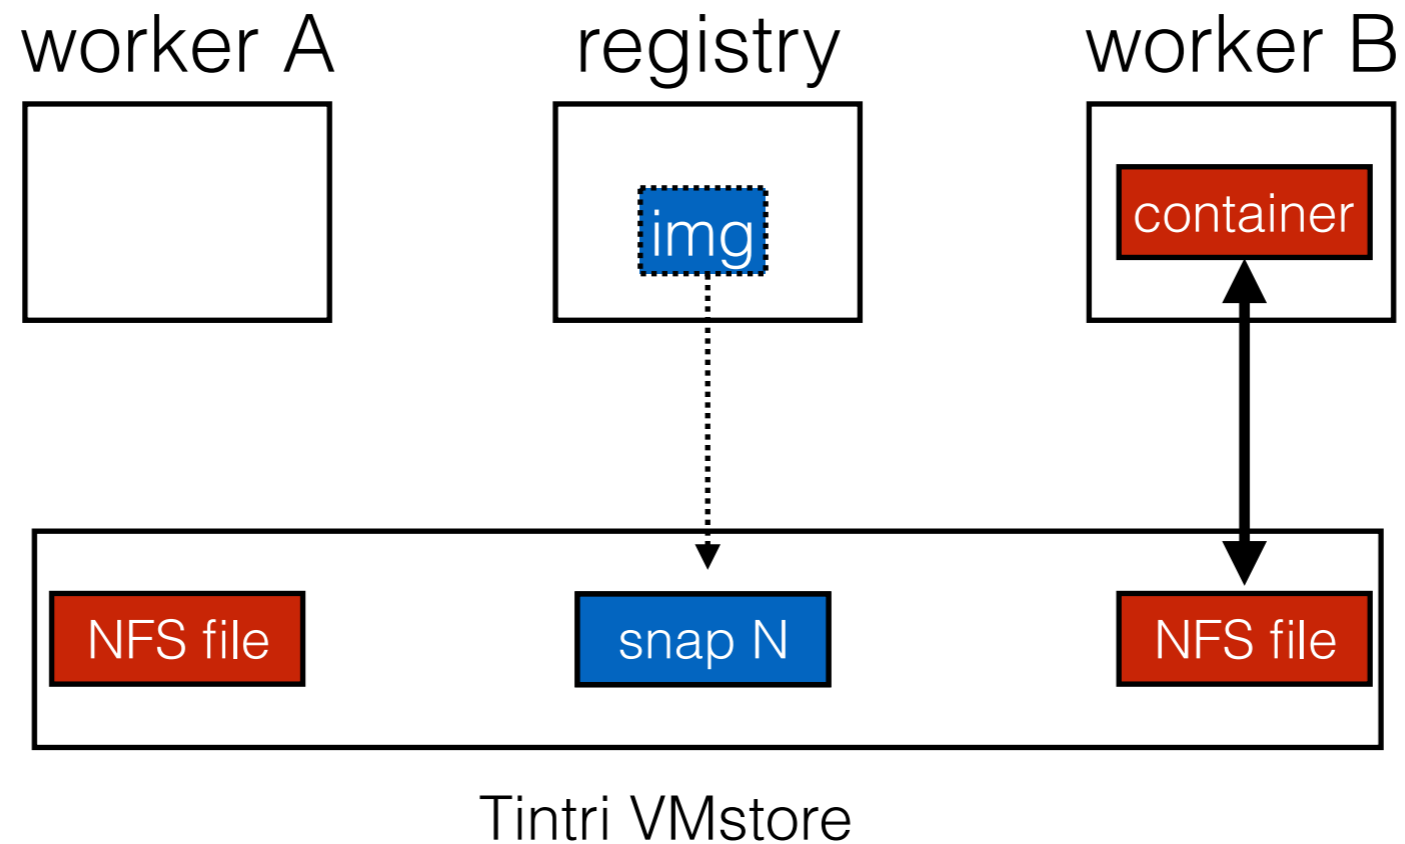 worker A
registry
worker B
img
container
NFS file
snap N
NFS file
Tintri VMstore